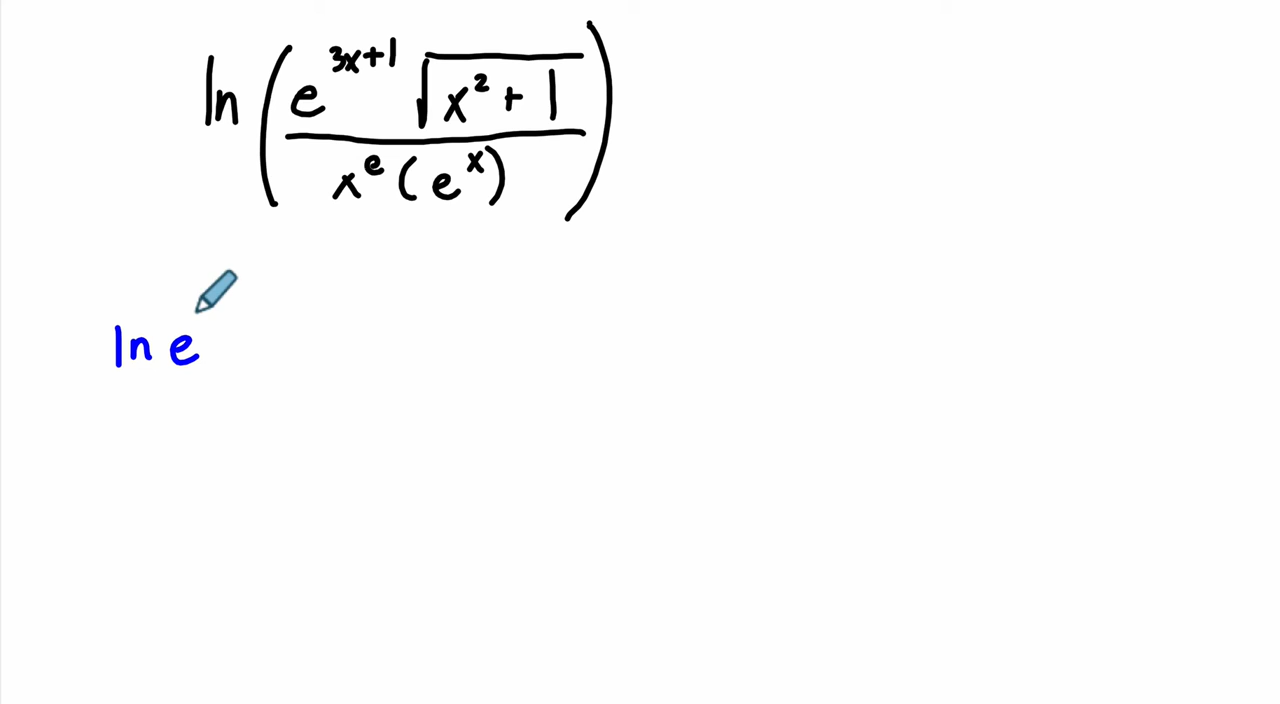 ln ( e^{3x+1} √(x² + 1) / x^e (e^x) )
ln e